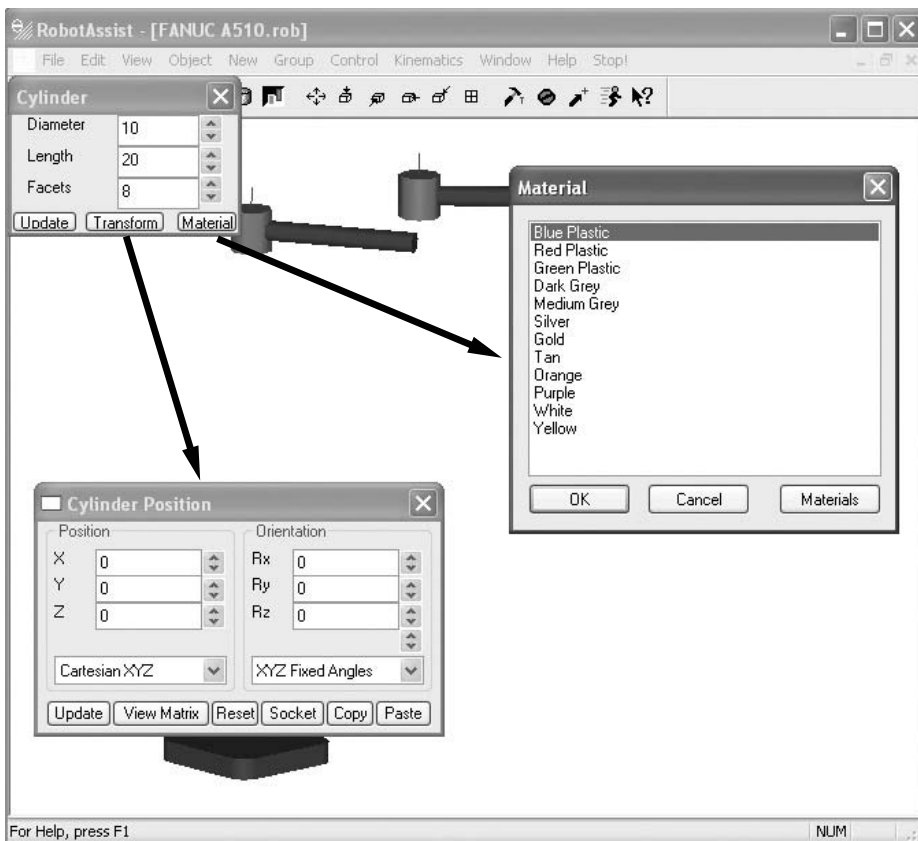 RobotAssist - [FANUC A510.rob]
File Edit View Object New Group Control Kinematics Window Help Stop!
Cylinder
Diameter 10
Length 20
Facets 8
Update Transform Material
Material
Blue Plastic
Red Plastic
Green Plastic
Dark Grey
Medium Grey
Silver
Gold
Tan
Orange
Purple
White
Yellow
OK Cancel Materials
Cylinder Position
Position Orientation
X 0 Rx 0
Y 0 Ry 0
Z 0 Rz 0
Cartesian XYZ XYZ Fixed Angles
Update View Matrix Reset Socket Copy Paste
For Help, press F1 NUM